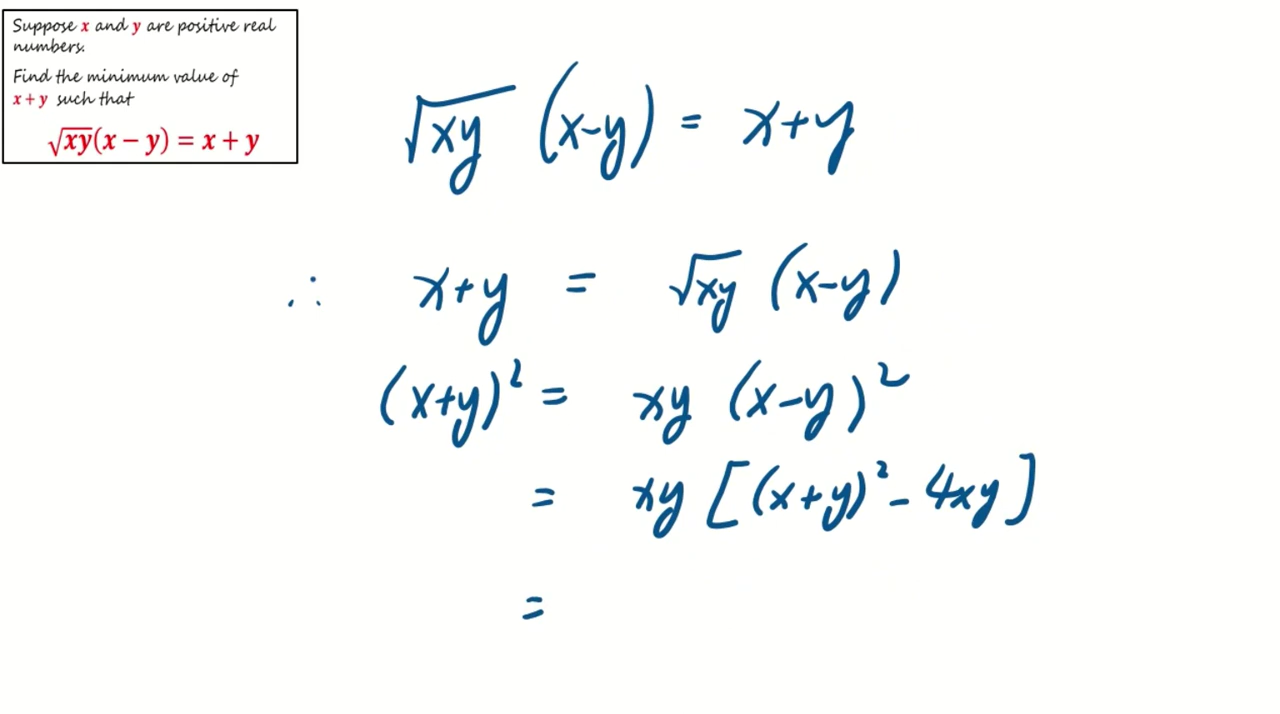 Suppose x and y are positive real
numbers.
Find the minimum value of
x + y such that
√xy(x − y) = x + y
√xy (x-y) = x+y
∴ x+y = √xy (x-y)
(x+y)² = xy (x-y)²
= xy [(x+y)² - 4xy]
=